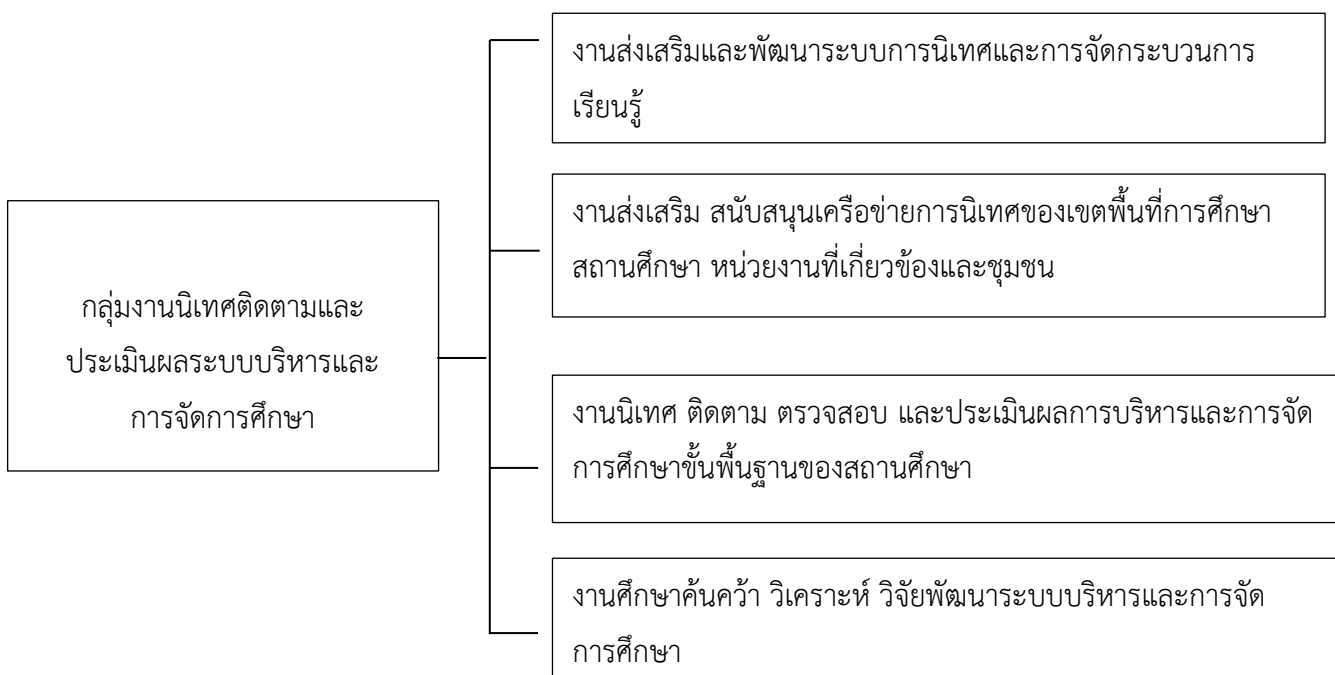 กลุ่มงานนิเทศติดตามและ
ประเมินผลระบบบริหารและ
การจัดการศึกษา
งานส่งเสริมและพัฒนาระบบการนิเทศและการจัดกระบวนการ
เรียนรู้
งานส่งเสริม สนับสนุนเครือข่ายการนิเทศของเขตพื้นที่การศึกษา
สถานศึกษา หน่วยงานที่เกี่ยวข้องและชุมชน
งานนิเทศ ติดตาม ตรวจสอบ และประเมินผลการบริหารและการจัด
การศึกษาขั้นพื้นฐานของสถานศึกษา
งานศึกษาค้นคว้า วิเคราะห์ วิจัยพัฒนาระบบบริหารและการจัด
การศึกษา